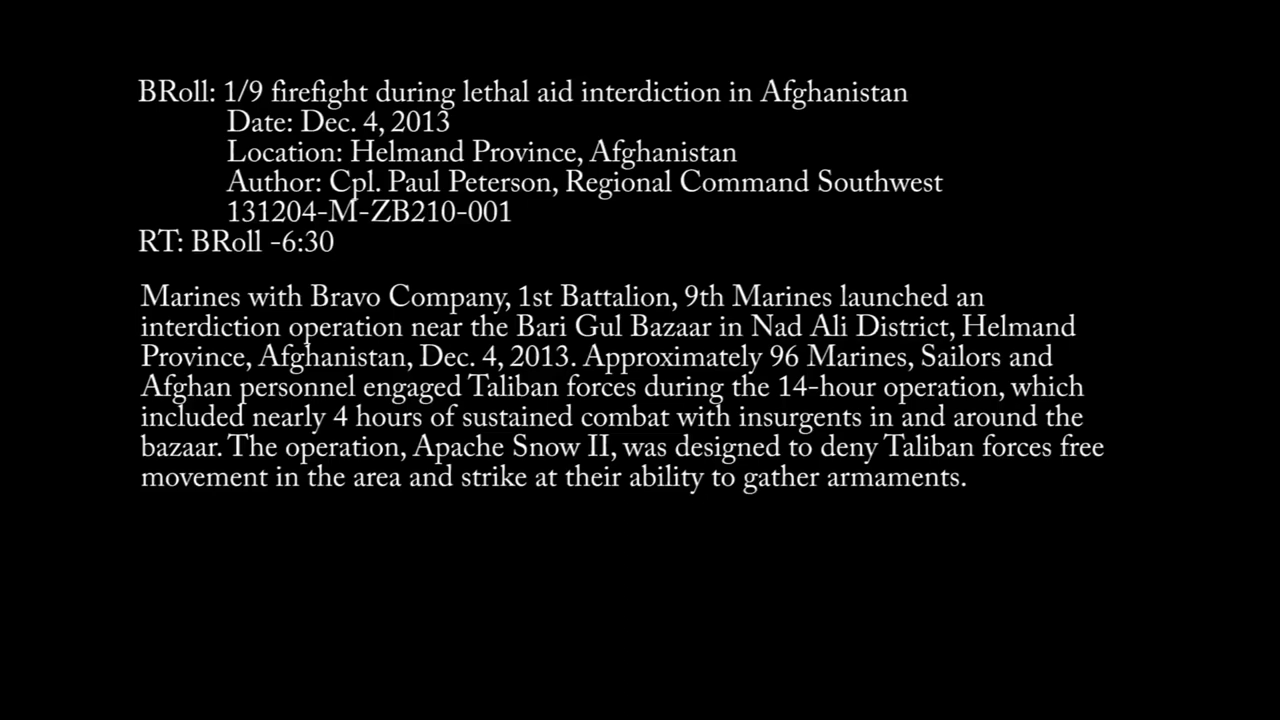 BRoll: 1/9 firefight during lethal aid interdiction in Afghanistan
Date: Dec. 4, 2013
Location: Helmand Province, Afghanistan
Author: Cpl. Paul Peterson, Regional Command Southwest
131204-M-ZB210-001
RT: BRoll -6:30
Marines with Bravo Company, 1st Battalion, 9th Marines launched an
interdiction operation near the Bari Gul Bazaar in Nad Ali District, Helmand
Province, Afghanistan, Dec. 4, 2013. Approximately 96 Marines, Sailors and
Afghan personnel engaged Taliban forces during the 14-hour operation, which
included nearly 4 hours of sustained combat with insurgents in and around the
bazaar. The operation, Apache Snow II, was designed to deny Taliban forces free
movement in the area and strike at their ability to gather armaments.